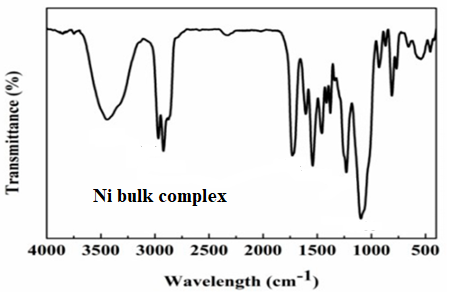 Transmittance (%)
Ni bulk complex
4000 3500 3000 2500 2000 1500 1000 500
Wavelength (cm⁻¹)